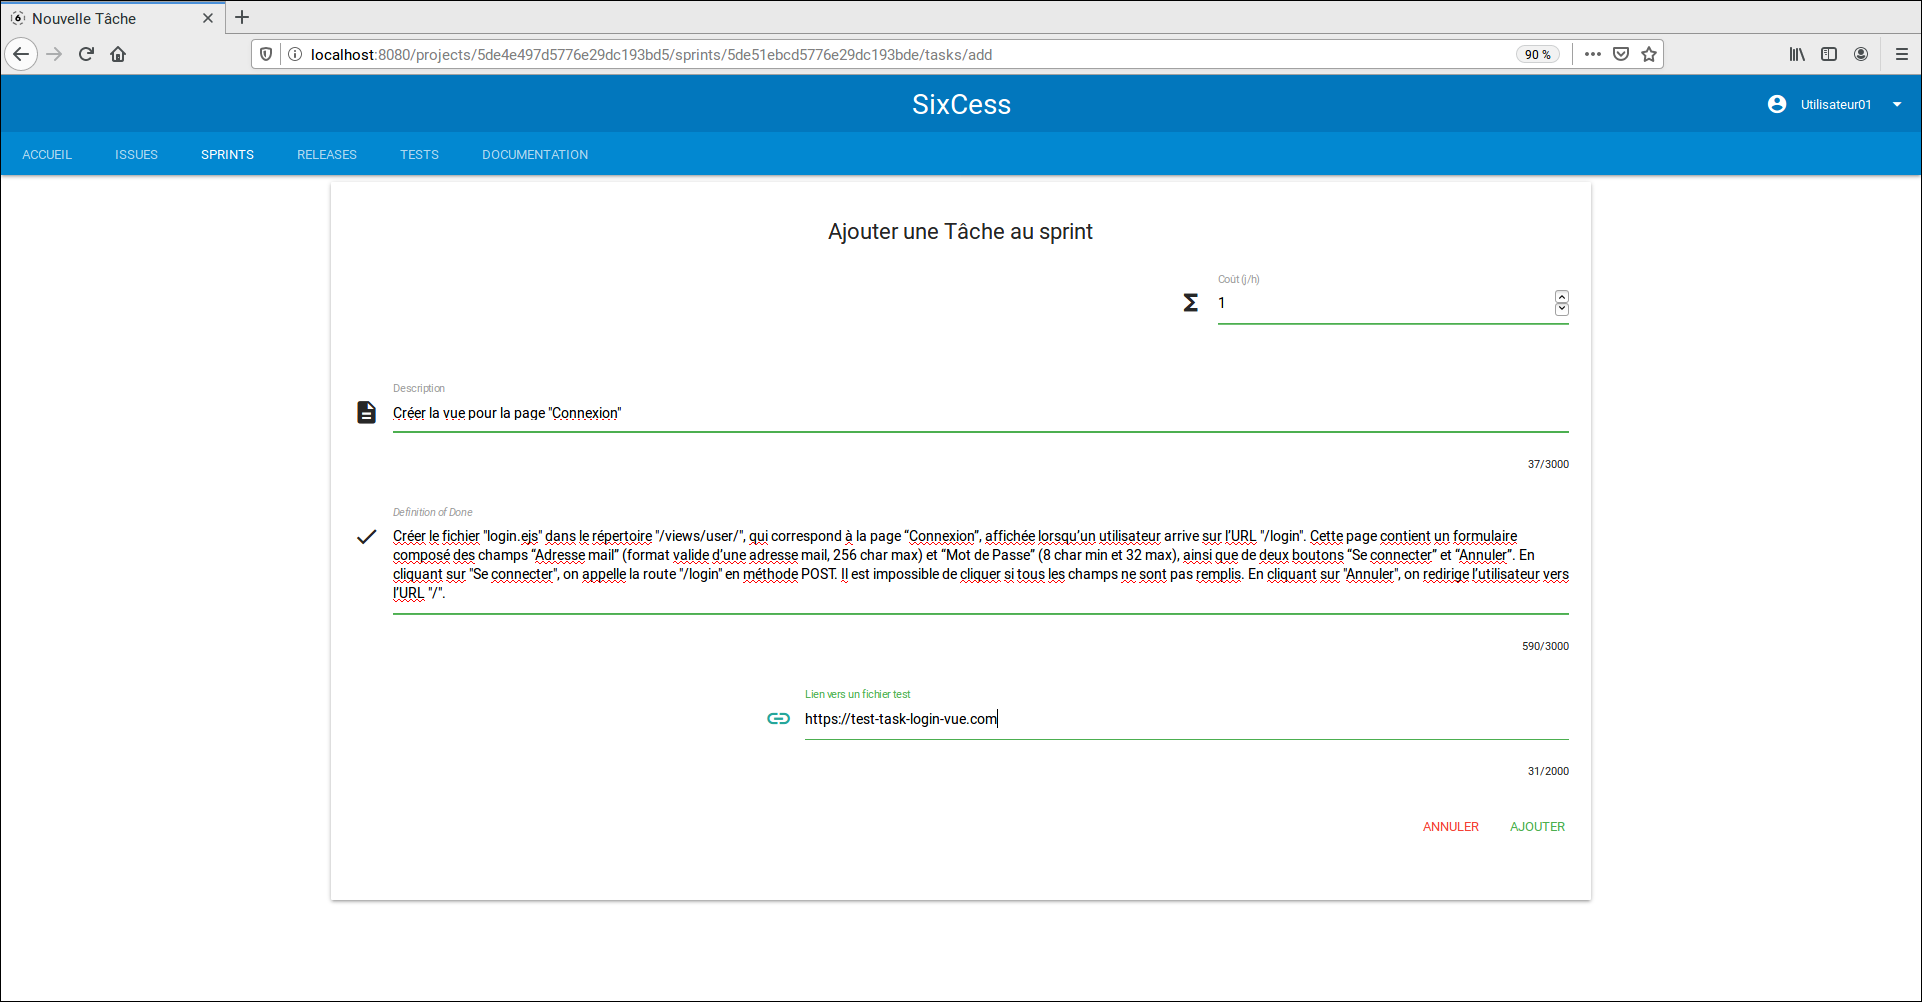 Nouvelle Tâche
localhost:8080/projects/5de4e497d5776e29dc193bd5/sprints/5de51ebcd5776e29dc193bde/tasks/add
90 %
SixCess
Utilisateur01
ACCUEIL
ISSUES
SPRINTS
RELEASES
TESTS
DOCUMENTATION
Ajouter une Tâche au sprint
Coût (j/h)
1
Description
Créer la vue pour la page "Connexion"
37/3000
Definition of Done
Créer le fichier "login.ejs" dans le répertoire "/views/user/", qui correspond à la page “Connexion”, affichée lorsqu’un utilisateur arrive sur l’URL "/login". Cette page contient un formulaire
composé des champs “Adresse mail” (format valide d’une adresse mail, 256 char max) et “Mot de Passe” (8 char min et 32 max), ainsi que de deux boutons “Se connecter” et “Annuler”. En
cliquant sur "Se connecter", on appelle la route "/login" en méthode POST. Il est impossible de cliquer si tous les champs ne sont pas remplis. En cliquant sur "Annuler", on redirige l’utilisateur vers
l’URL "/".
590/3000
Lien vers un fichier test
https://test-task-login-vue.com
31/2000
ANNULER
AJOUTER